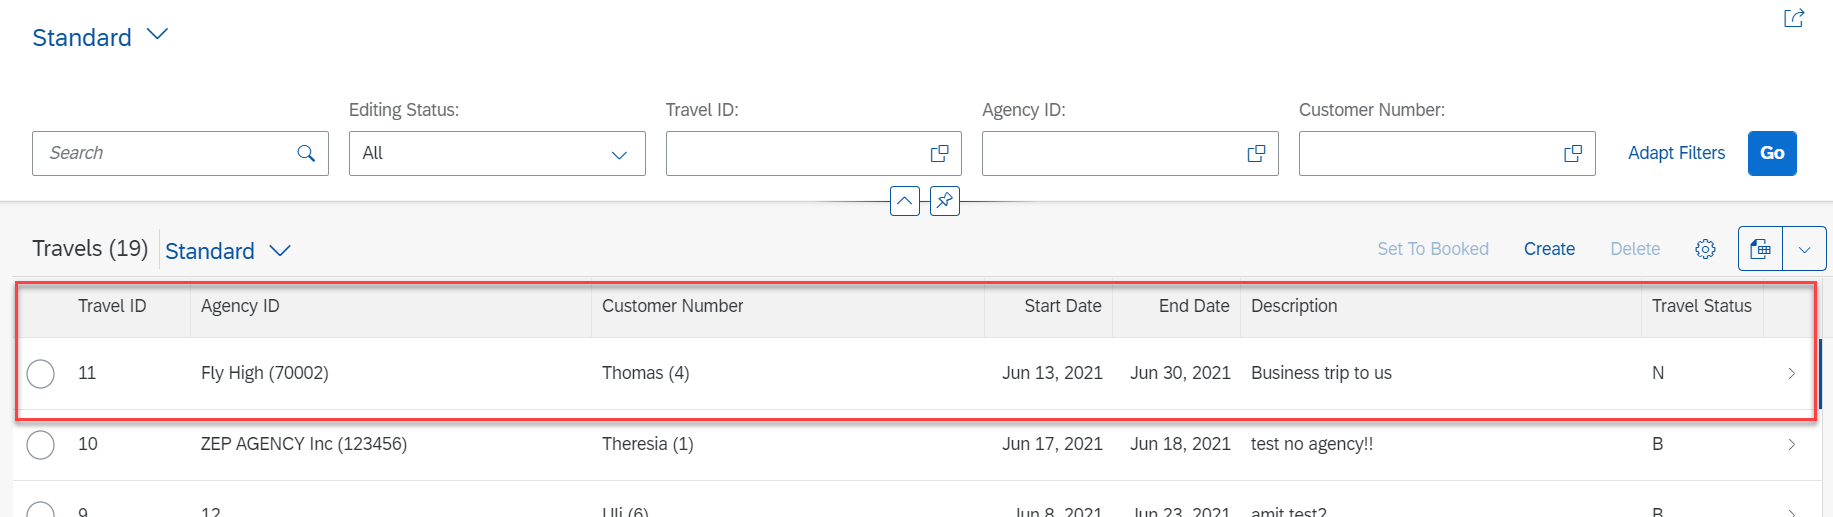 Standard
Editing Status: Travel ID: Agency ID: Customer Number:
Search All Adapt Filters Go
Travels (19) Standard Set To Booked Create Delete
Travel ID Agency ID Customer Number Start Date End Date Description Travel Status
11 Fly High (70002) Thomas (4) Jun 13, 2021 Jun 30, 2021 Business trip to us N
10 ZEP AGENCY Inc (123456) Theresia (1) Jun 17, 2021 Jun 18, 2021 test no agency!! B
9 12 Uli (6) Jun 8, 2021 Jun 23, 2021 amit test2 B